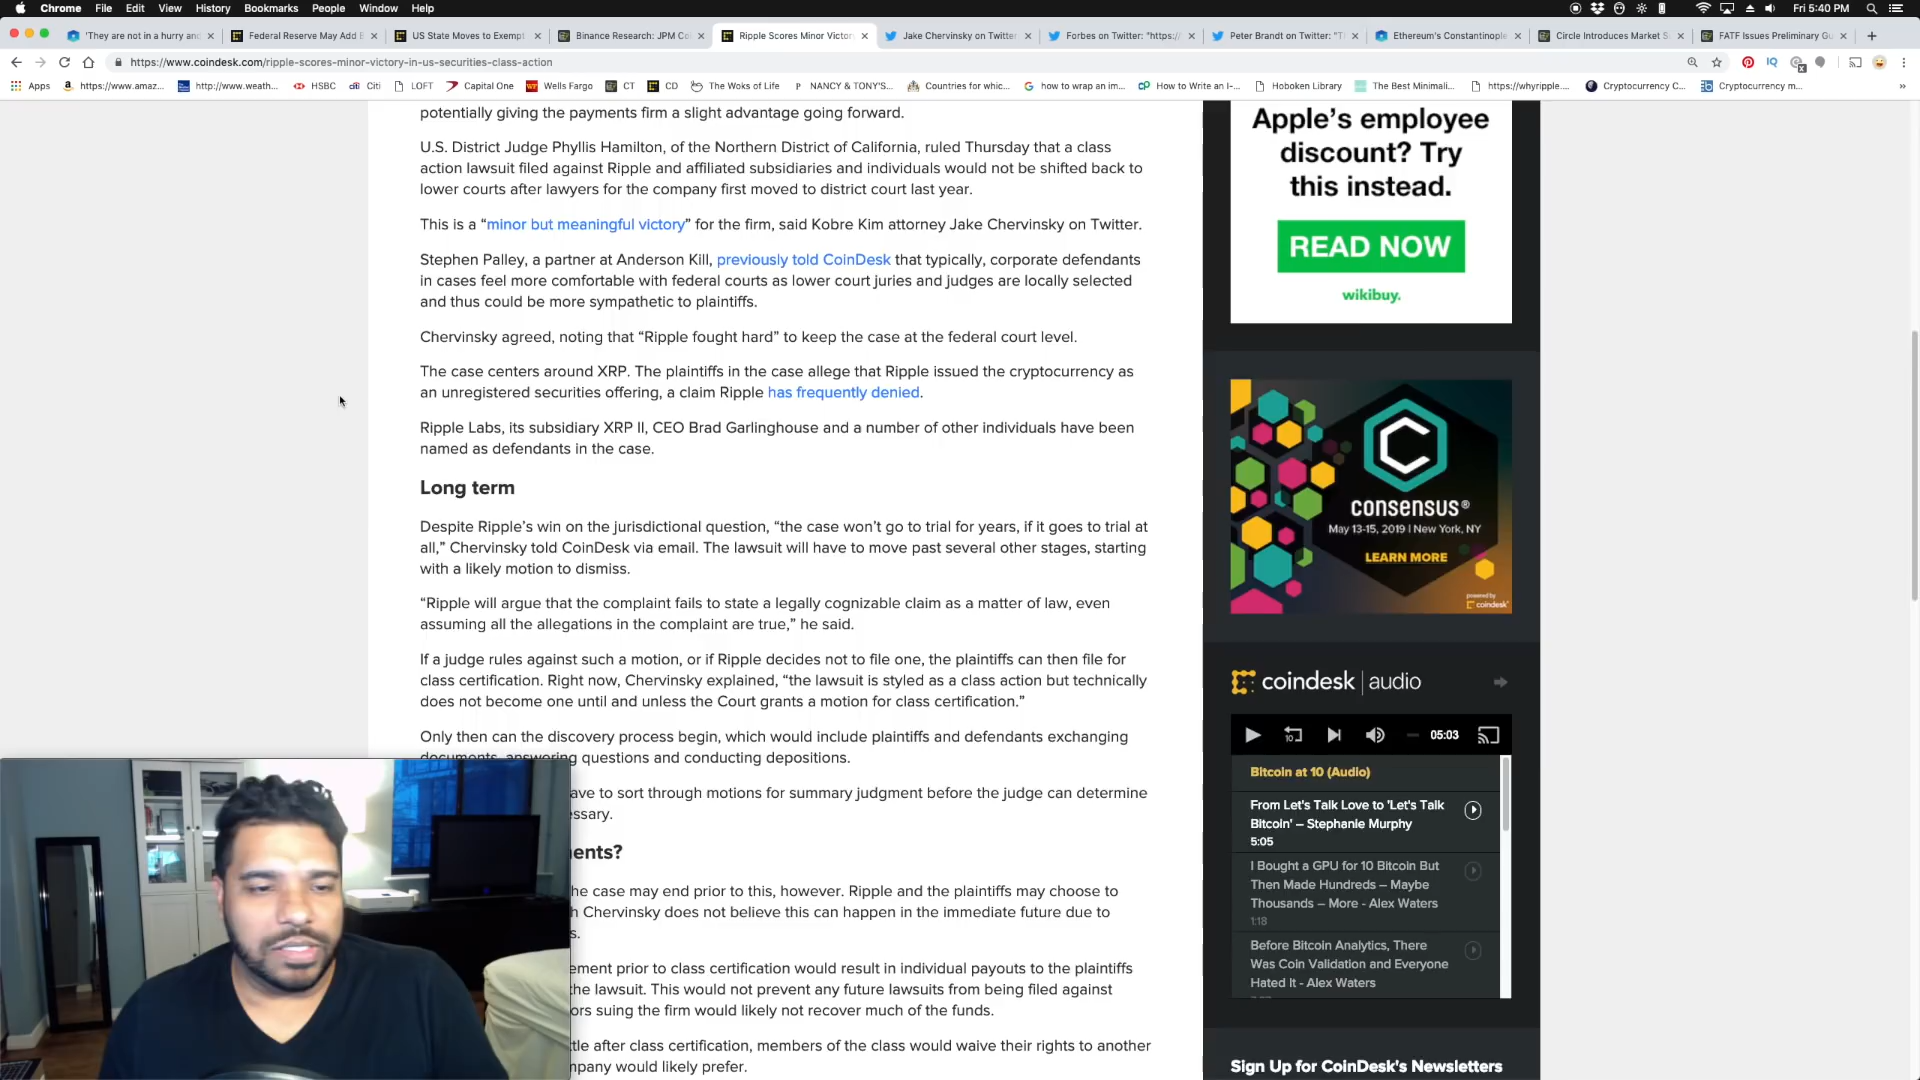 Chrome File Edit View History Bookmarks People Window Help Fri 5:40 PM
'They are not in a hurry and
Federal Reserve May Add B
US State Moves to Exempt
Binance Research: JPM Coi
Ripple Scores Minor Victor
Jake Chervinsky on Twitter:
Forbes on Twitter: "https:/
Peter Brandt on Twitter: "T
Ethereum's Constantinople
Circle Introduces Market S
FATF Issues Preliminary Gu
https://www.coindesk.com/ripple-scores-minor-victory-in-us-securities-class-action
Apps https://www.amaz... http://www.weath... HSBC Citi LOFT Capital One Wells Fargo CT CD The Woks of Life NANCY & TONY'S... Countries for whic... how to wrap an im... How to Write an I-... Hoboken Library The Best Minimali... https://whyripple.... Cryptocurrency C... Cryptocurrency m...
potentially giving the payments firm a slight advantage going forward.
U.S. District Judge Phyllis Hamilton, of the Northern District of California, ruled Thursday that a class
action lawsuit filed against Ripple and affiliated subsidiaries and individuals would not be shifted back to
lower courts after lawyers for the company first moved to district court last year.
This is a “minor but meaningful victory” for the firm, said Kobre Kim attorney Jake Chervinsky on Twitter.
Stephen Palley, a partner at Anderson Kill, previously told CoinDesk that typically, corporate defendants
in cases feel more comfortable with federal courts as lower court juries and judges are locally selected
and thus could be more sympathetic to plaintiffs.
Chervinsky agreed, noting that “Ripple fought hard” to keep the case at the federal court level.
The case centers around XRP. The plaintiffs in the case allege that Ripple issued the cryptocurrency as
an unregistered securities offering, a claim Ripple has frequently denied.
Ripple Labs, its subsidiary XRP II, CEO Brad Garlinghouse and a number of other individuals have been
named as defendants in the case.
Long term
Despite Ripple’s win on the jurisdictional question, “the case won’t go to trial for years, if it goes to trial at
all,” Chervinsky told CoinDesk via email. The lawsuit will have to move past several other stages, starting
with a likely motion to dismiss.
“Ripple will argue that the complaint fails to state a legally cognizable claim as a matter of law, even
assuming all the allegations in the complaint are true,” he said.
If a judge rules against such a motion, or if Ripple decides not to file one, the plaintiffs can then file for
class certification. Right now, Chervinsky explained, “the lawsuit is styled as a class action but technically
does not become one until and unless the Court grants a motion for class certification.”
Only then can the discovery process begin, which would include plaintiffs and defendants exchanging
documents, answering questions and conducting depositions.
ave to sort through motions for summary judgment before the judge can determine
ssary.
ents?
he case may end prior to this, however. Ripple and the plaintiffs may choose to
h Chervinsky does not believe this can happen in the immediate future due to
s.
ement prior to class certification would result in individual payouts to the plaintiffs
he lawsuit. This would not prevent any future lawsuits from being filed against
ors suing the firm would likely not recover much of the funds.
tle after class certification, members of the class would waive their rights to another
mpany would likely prefer.
Apple’s employee
discount? Try
this instead.
READ NOW
wikibuy.
consensus®
May 13-15, 2019 | New York, NY
LEARN MORE
powered by
coindesk
coindesk | audio
10
05:03
Bitcoin at 10 (Audio)
From Let's Talk Love to 'Let's Talk
Bitcoin' – Stephanie Murphy
5:05
I Bought a GPU for 10 Bitcoin But
Then Made Hundreds – Maybe
Thousands – More - Alex Waters
1:18
Before Bitcoin Analytics, There
Was Coin Validation and Everyone
Hated It - Alex Waters
Sign Up for CoinDesk's Newsletters